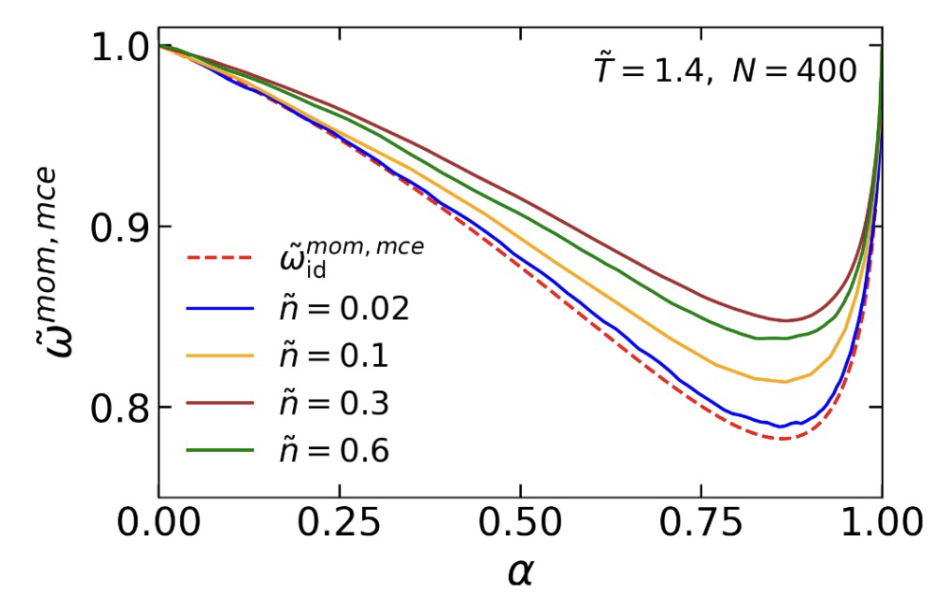 1.0
T̃ = 1.4, N = 400
0.9
ω̃^{mom, mce}
ω̃_{id}^{mom, mce}
ñ = 0.02
ñ = 0.1
0.8
ñ = 0.3
ñ = 0.6
0.00 0.25 0.50 0.75 1.00
α